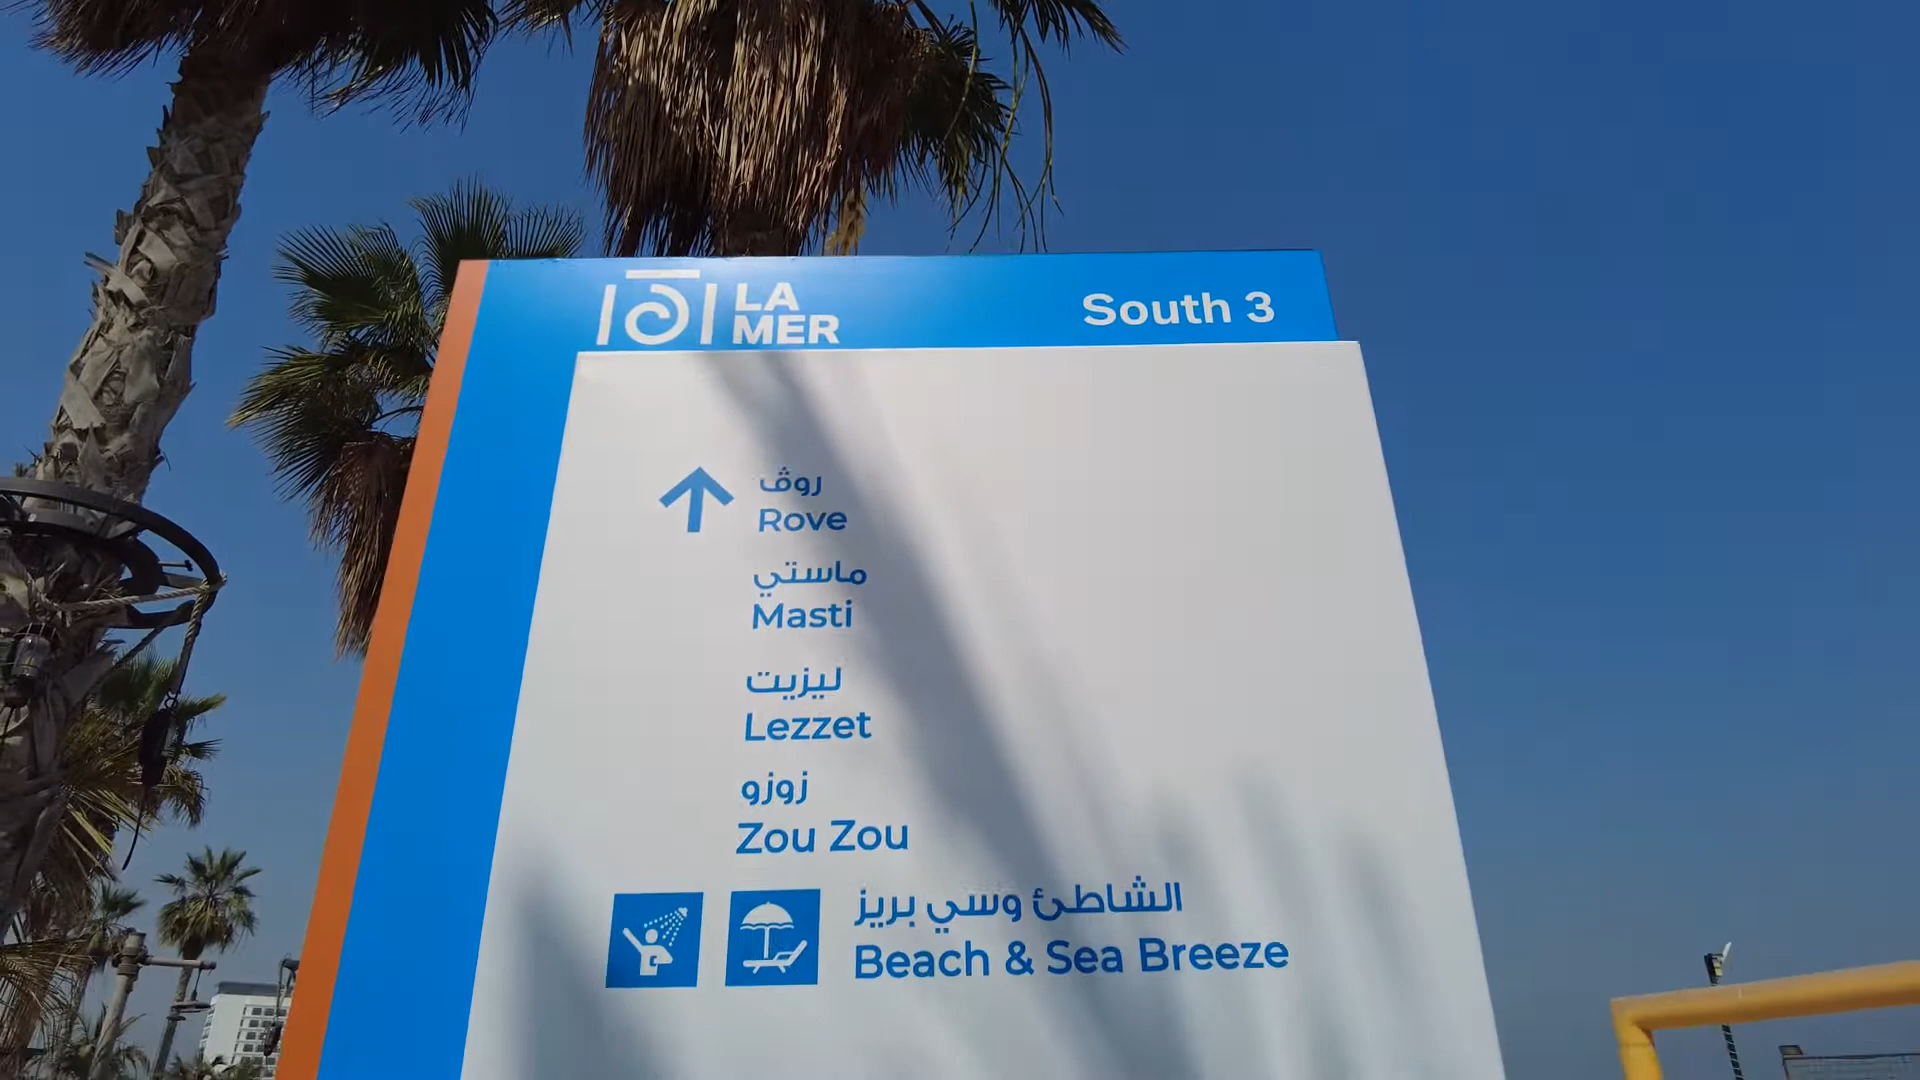 LA
MER
South 3
روڤ
Rove
ماستي
Masti
ليزيت
Lezzet
زوزو
Zou Zou
الشاطئ وسي بريز
Beach & Sea Breeze